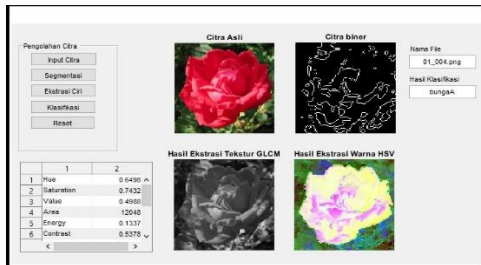 Pengolahan Citra
Input Citra
Segmentasi
Ekstrasi Ciri
Klasifikasi
Reset
Citra Asli
Citra biner
Nama File
01_004.png
Hasil Klasifikasi
bungaA
Hasil Ekstrasi Tekstur GLCM
Hasil Ekstrasi Warna HSV
1 2
1 Hue 0.6498
2 Saturation 0.7432
3 Value 0.4988
4 Area 12048
5 Energy 0.1337
6 Contrast 0.5378